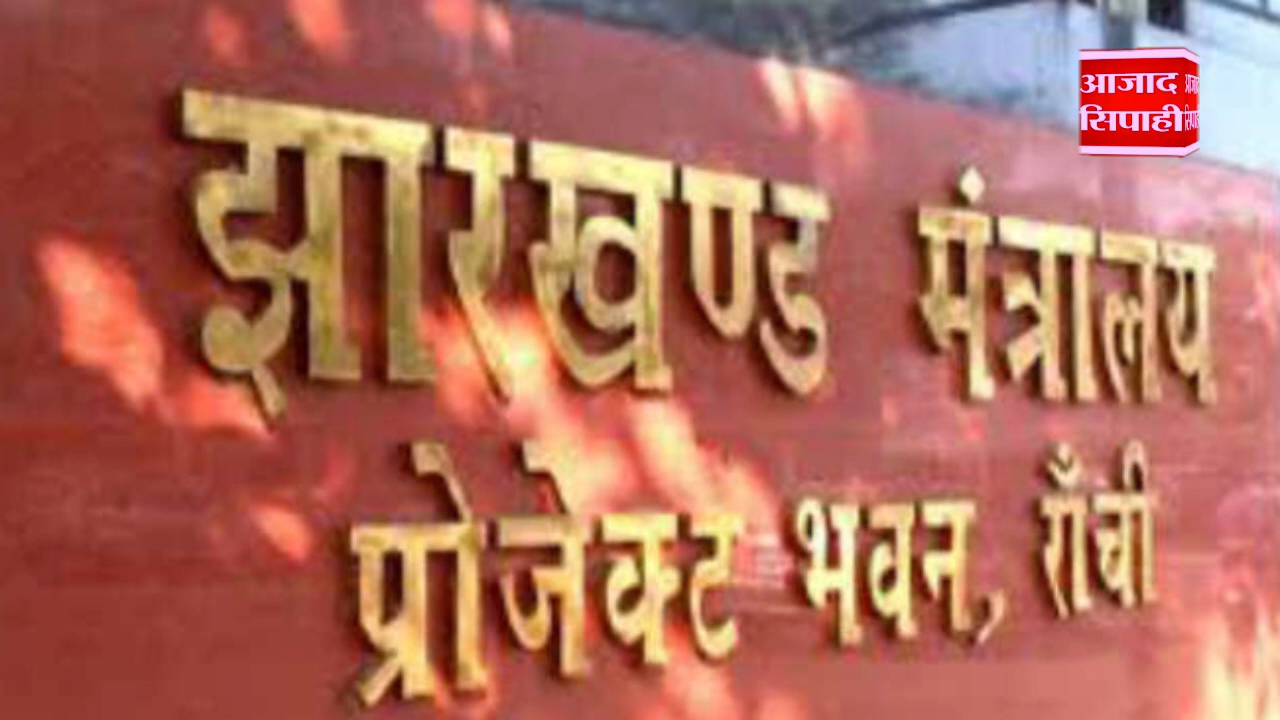 आजाद
सिपाही
झारखण्ड मंत्रालय
प्रोजेक्ट भवन, राँची